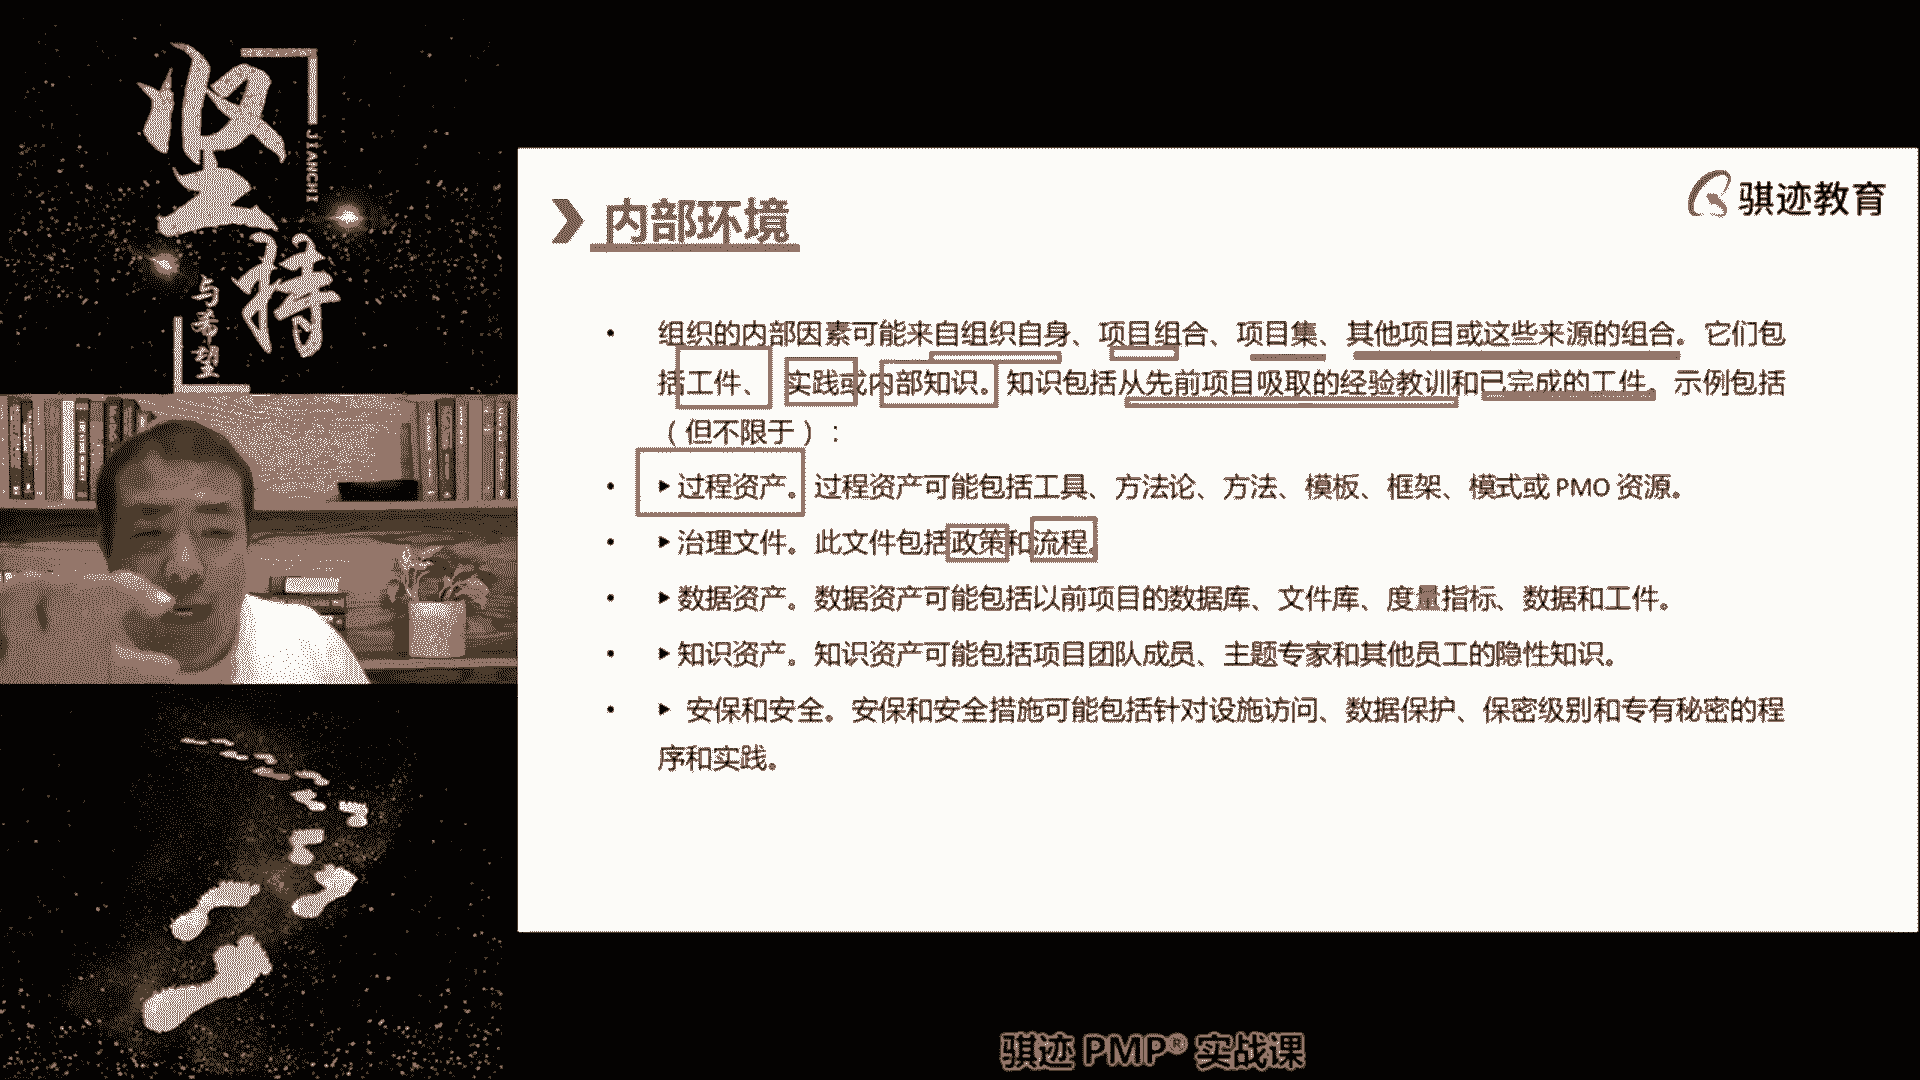 坚
持
JIANCHI
与希望
骐迹教育
内部环境
• 组织的内部因素可能来自组织自身、项目组合、项目集、其他项目或这些来源的组合。它们包
括工件、实践或内部知识。知识包括从先前项目吸取的经验教训和已完成的工件。示例包括
（但不限于）：
• ▶过程资产。过程资产可能包括工具、方法论、方法、模板、框架、模式或 PMO 资源。
• ▶治理文件。此文件包括政策和流程。
• ▶数据资产。数据资产可能包括以前项目的数据库、文件库、度量指标、数据和工件。
• ▶知识资产。知识资产可能包括项目团队成员、主题专家和其他员工的隐性知识。
• ▶ 安保和安全。安保和安全措施可能包括针对设施访问、数据保护、保密级别和专有秘密的程
序和实践。
骐迹 PMP® 实战课